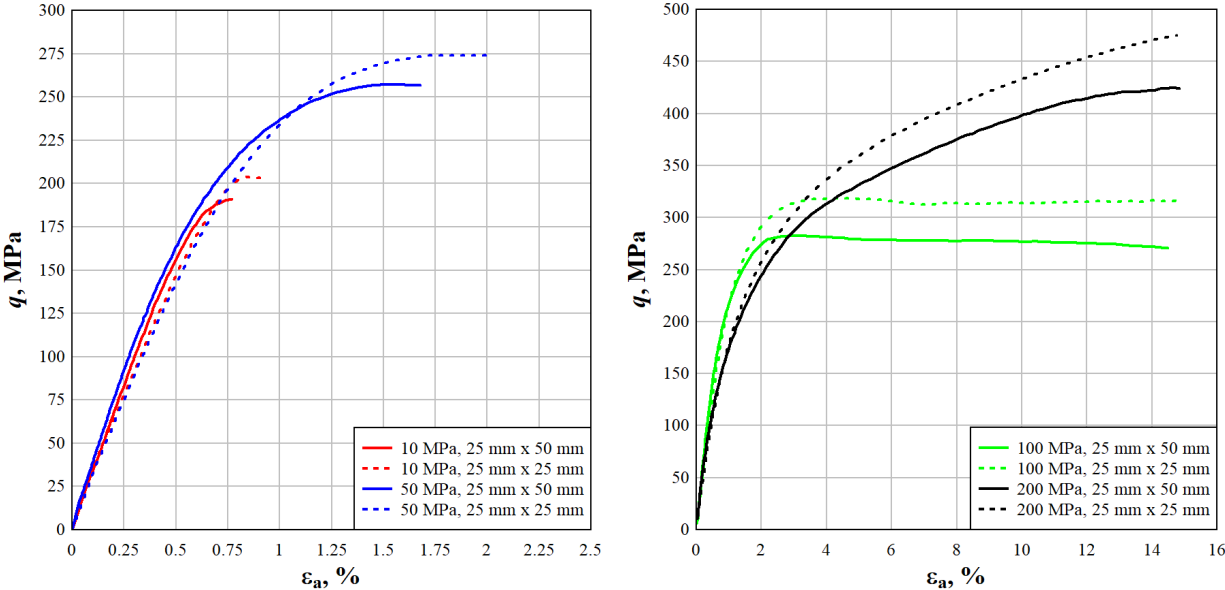 300
275
250
225
200
175
150
125
100
75
50
25
0
q, MPa
0 0.25 0.5 0.75 1 1.25 1.5 1.75 2 2.25 2.5
εa, %
10 MPa, 25 mm x 50 mm
10 MPa, 25 mm x 25 mm
50 MPa, 25 mm x 50 mm
50 MPa, 25 mm x 25 mm
500
450
400
350
300
250
200
150
100
50
0
q, MPa
0 2 4 6 8 10 12 14 16
εa, %
100 MPa, 25 mm x 50 mm
100 MPa, 25 mm x 25 mm
200 MPa, 25 mm x 50 mm
200 MPa, 25 mm x 25 mm